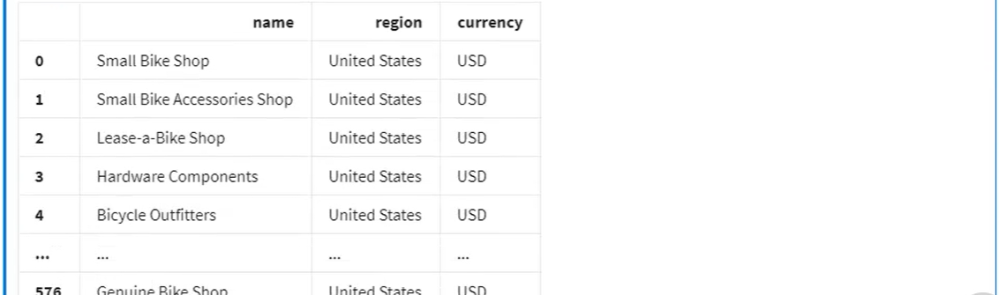 name region currency
0 Small Bike Shop United States USD
1 Small Bike Accessories Shop United States USD
2 Lease-a-Bike Shop United States USD
3 Hardware Components United States USD
4 Bicycle Outfitters United States USD
... ... ... ...
576 Genuine Bike Shop United States USD